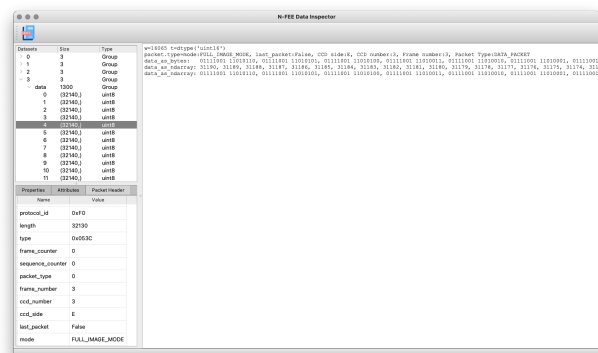 N-FEE Data Inspector
Datasets Size Type
0 3 Group
1 3 Group
2 3 Group
3 3 Group
data 1300 Group
0 (32140,) uint8
1 (32140,) uint8
2 (32140,) uint8
3 (32140,) uint8
4 (32140,) uint8
5 (32140,) uint8
6 (32140,) uint8
7 (32140,) uint8
8 (32140,) uint8
9 (32140,) uint8
10 (32140,) uint8
11 (32140,) uint8
Properties Attributes Packet Header
Name Value
protocol_id 0xF0
length 32130
type 0x053C
frame_counter 0
sequence_counter 0
packet_type 0
frame_number 3
ccd_number 3
ccd_side E
last_packet False
mode FULL_IMAGE_MODE
w=16065 t=dtype('uint16')
packet.type=mode:FULL_IMAGE_MODE, last_packet:False, CCD side:E, CCD number:3, Frame number:3, Packet Type:DATA_PACKET
data_as_bytes: 01111001 11010110, 01111001 11010101, 01111001 11010100, 01111001 11010011, 01111001 11010010, 01111001 11010001, 01111001
data_as_ndarray: 31190, 31189, 31188, 31187, 31186, 31185, 31184, 31183, 31182, 31181, 31180, 31179, 31178, 31177, 31176, 31175, 31174, 311
data_as_ndarray: 01111001 11010110, 01111001 11010101, 01111001 11010100, 01111001 11010011, 01111001 11010010, 01111001 11010001, 01111001